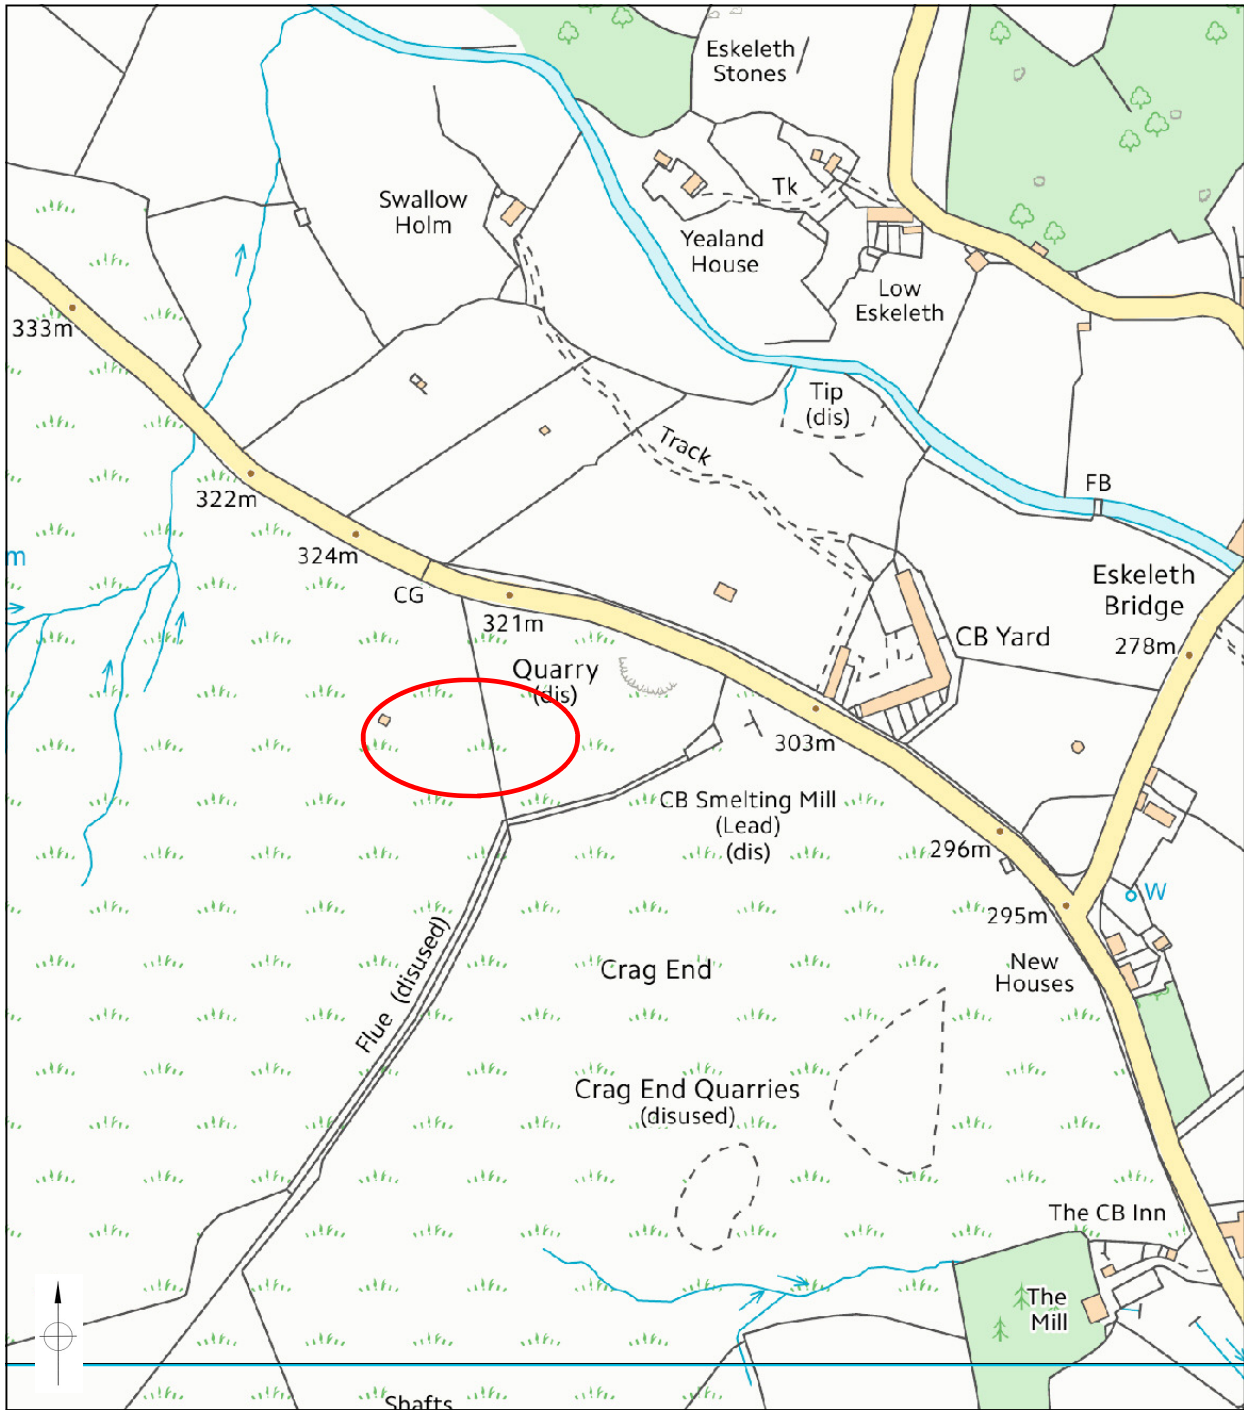 Eskeleth
Stones
Swallow
Holm
Tk
Yealand
House
Low
Eskeleth
333m
Tip
(dis)
Track
322m
FB
324m
m
CG
321m
Eskeleth
Bridge
CB Yard
278m
Quarry
(dis)
303m
CB Smelting Mill
(Lead)
(dis)
296m
W
295m
Flue (disused)
Crag End
New
Houses
Crag End Quarries
(disused)
The CB Inn
The
Mill
Shafts